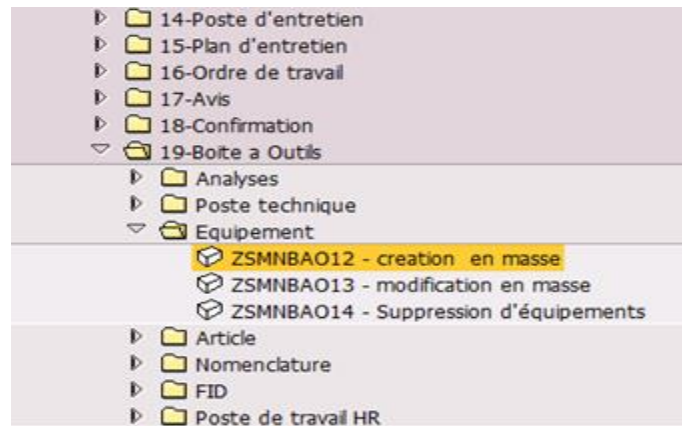 14-Poste d'entretien
15-Plan d'entretien
16-Ordre de travail
17-Avis
18-Confirmation
19-Boite a Outils
Analyses
Poste technique
Equipement
ZSMNBAO12 - creation en masse
ZSMNBAO13 - modification en masse
ZSMNBAO14 - Suppression d'équipements
Article
Nomenclature
FID
Poste de travail HR